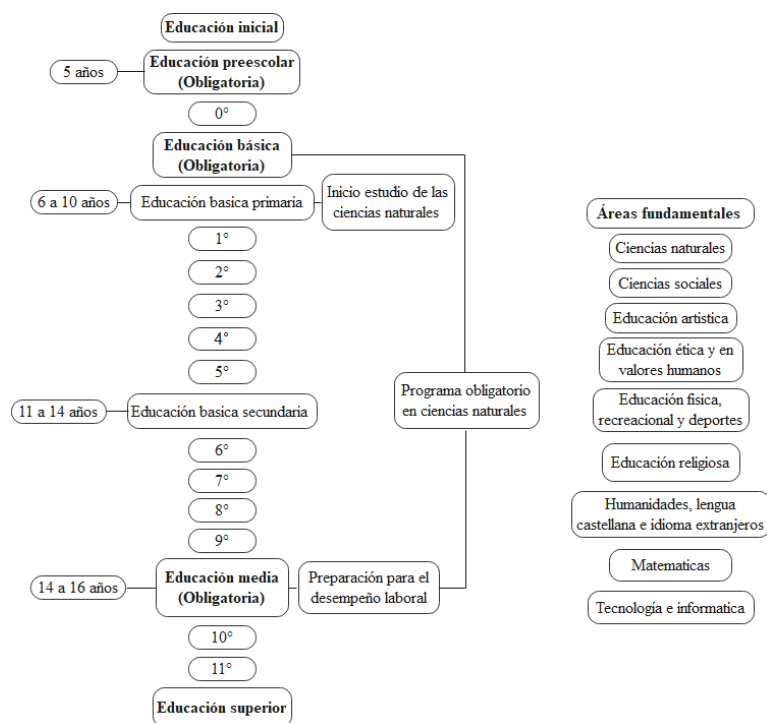 Educación inicial
Educación preescolar
(Obligatoria)
5 años
0°
Educación básica
(Obligatoria)
6 a 10 años
Educación basica primaria
Inicio estudio de las
ciencias naturales
1°
2°
3°
4°
5°
Programa obligatorio
en ciencias naturales
11 a 14 años
Educación basica secundaria
6°
7°
8°
9°
14 a 16 años
Educación media
(Obligatoria)
Preparación para el
desempeño laboral
10°
11°
Educación superior
Áreas fundamentales
Ciencias naturales
Ciencias sociales
Educación artistica
Educación ética y en
valores humanos
Educación fisica,
recreacional y deportes
Educación religiosa
Humanidades, lengua
castellana e idioma extranjeros
Matematicas
Tecnologia e informatica